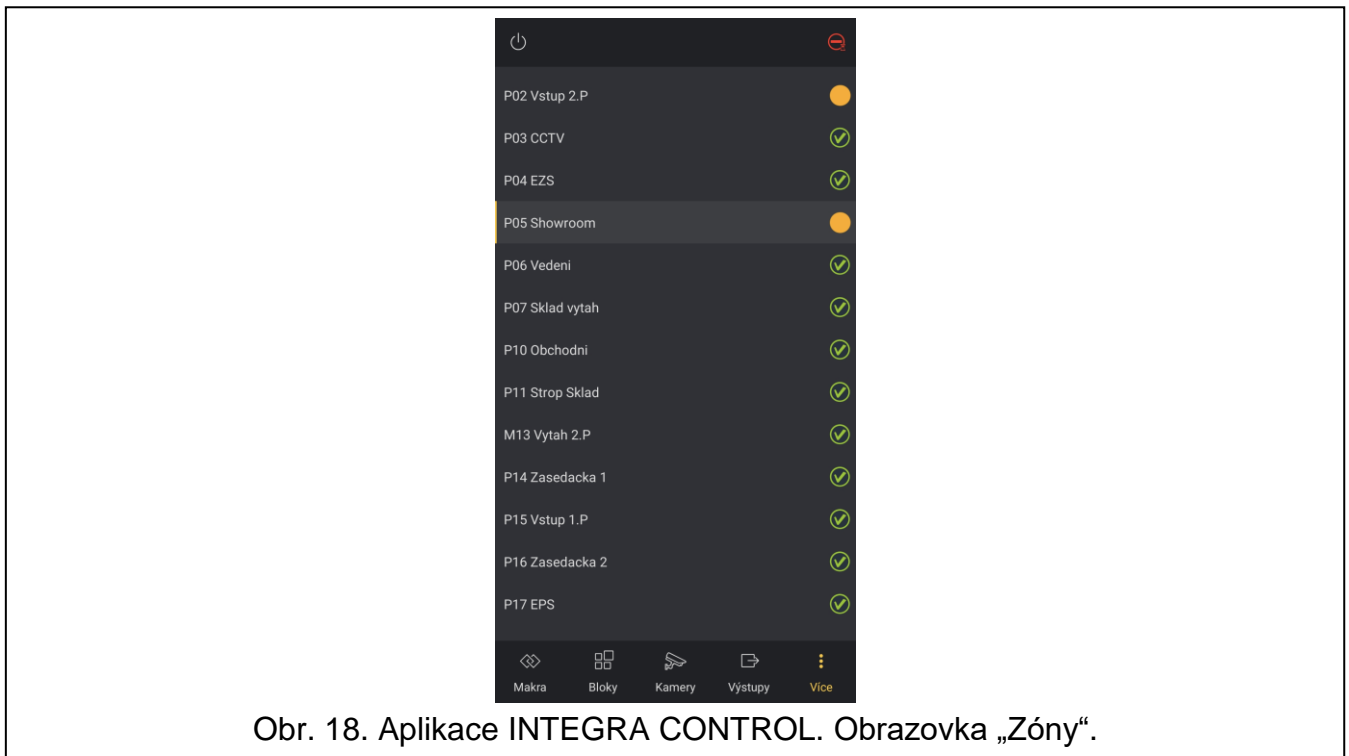 P02 Vstup 2.P
P03 CCTV
P04 EZS
P05 Showroom
P06 Vedeni
P07 Sklad vytah
P10 Obchodni
P11 Strop Sklad
M13 Vytah 2.P
P14 Zasedacka 1
P15 Vstup 1.P
P16 Zasedacka 2
P17 EPS
Makra Bloky Kamery Výstupy Více
Obr. 18. Aplikace INTEGRA CONTROL. Obrazovka „Zóny“.